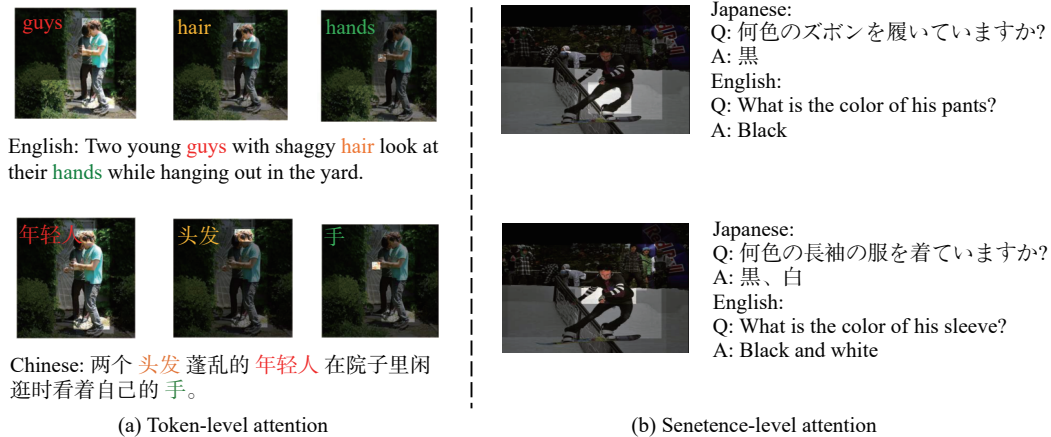 guys
hair
hands
English: Two young guys with shaggy hair look at
their hands while hanging out in the yard.
年轻人
头发
手
Chinese: 两个 头发 蓬乱的 年轻人 在院子里闲
逛时看着自己的 手。
(a) Token-level attention
Japanese:
Q: 何色のズボンを履いていますか?
A: 黒
English:
Q: What is the color of his pants?
A: Black
Japanese:
Q: 何色の長袖の服を着ていますか?
A: 黒、白
English:
Q: What is the color of his sleeve?
A: Black and white
(b) Senetence-level attention